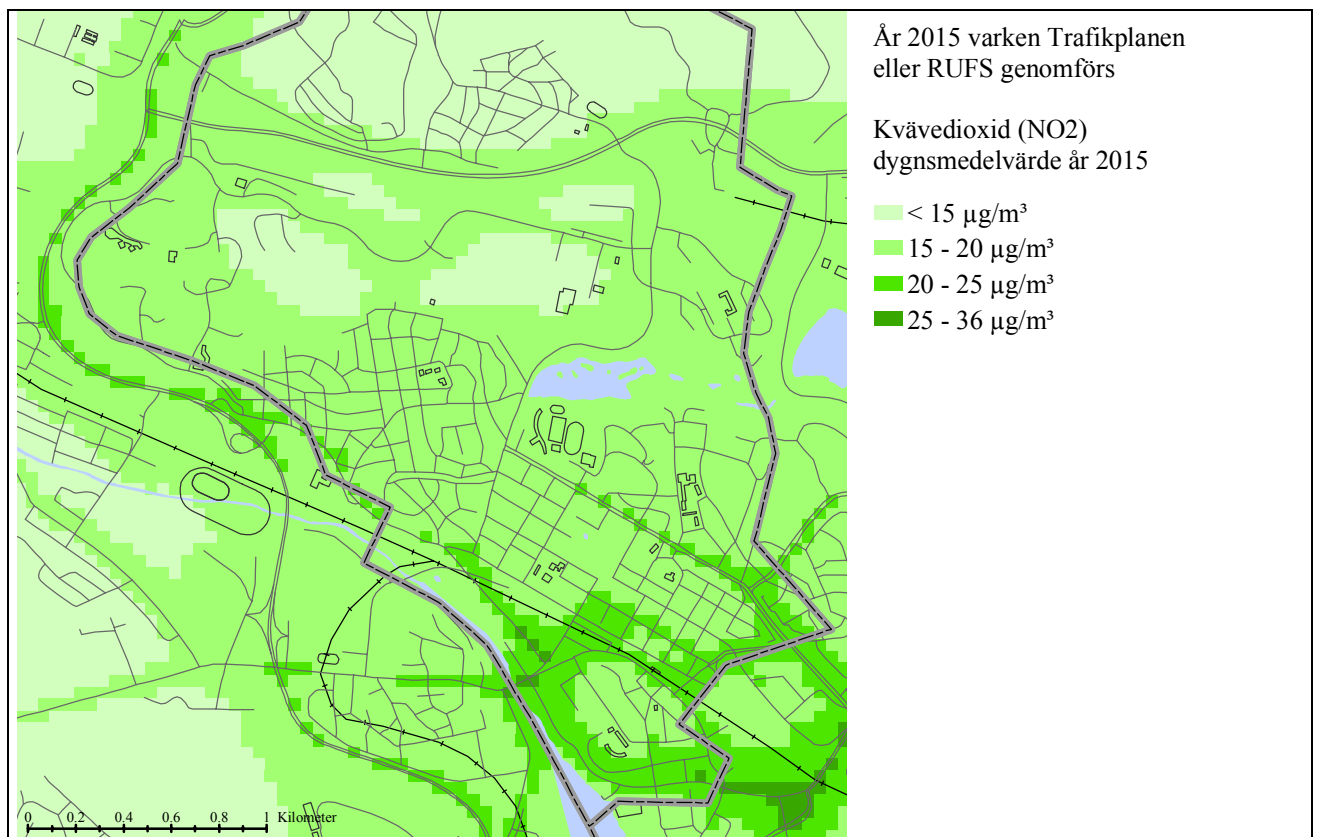 År 2015 varken Trafikplanen
eller RUFS genomförs
Kvävedioxid (NO2)
dygnsmedelvärde år 2015
< 15 µg/m³
15 - 20 µg/m³
20 - 25 µg/m³
25 - 36 µg/m³
0 0.2 0.4 0.6 0.8 1 Kilometer